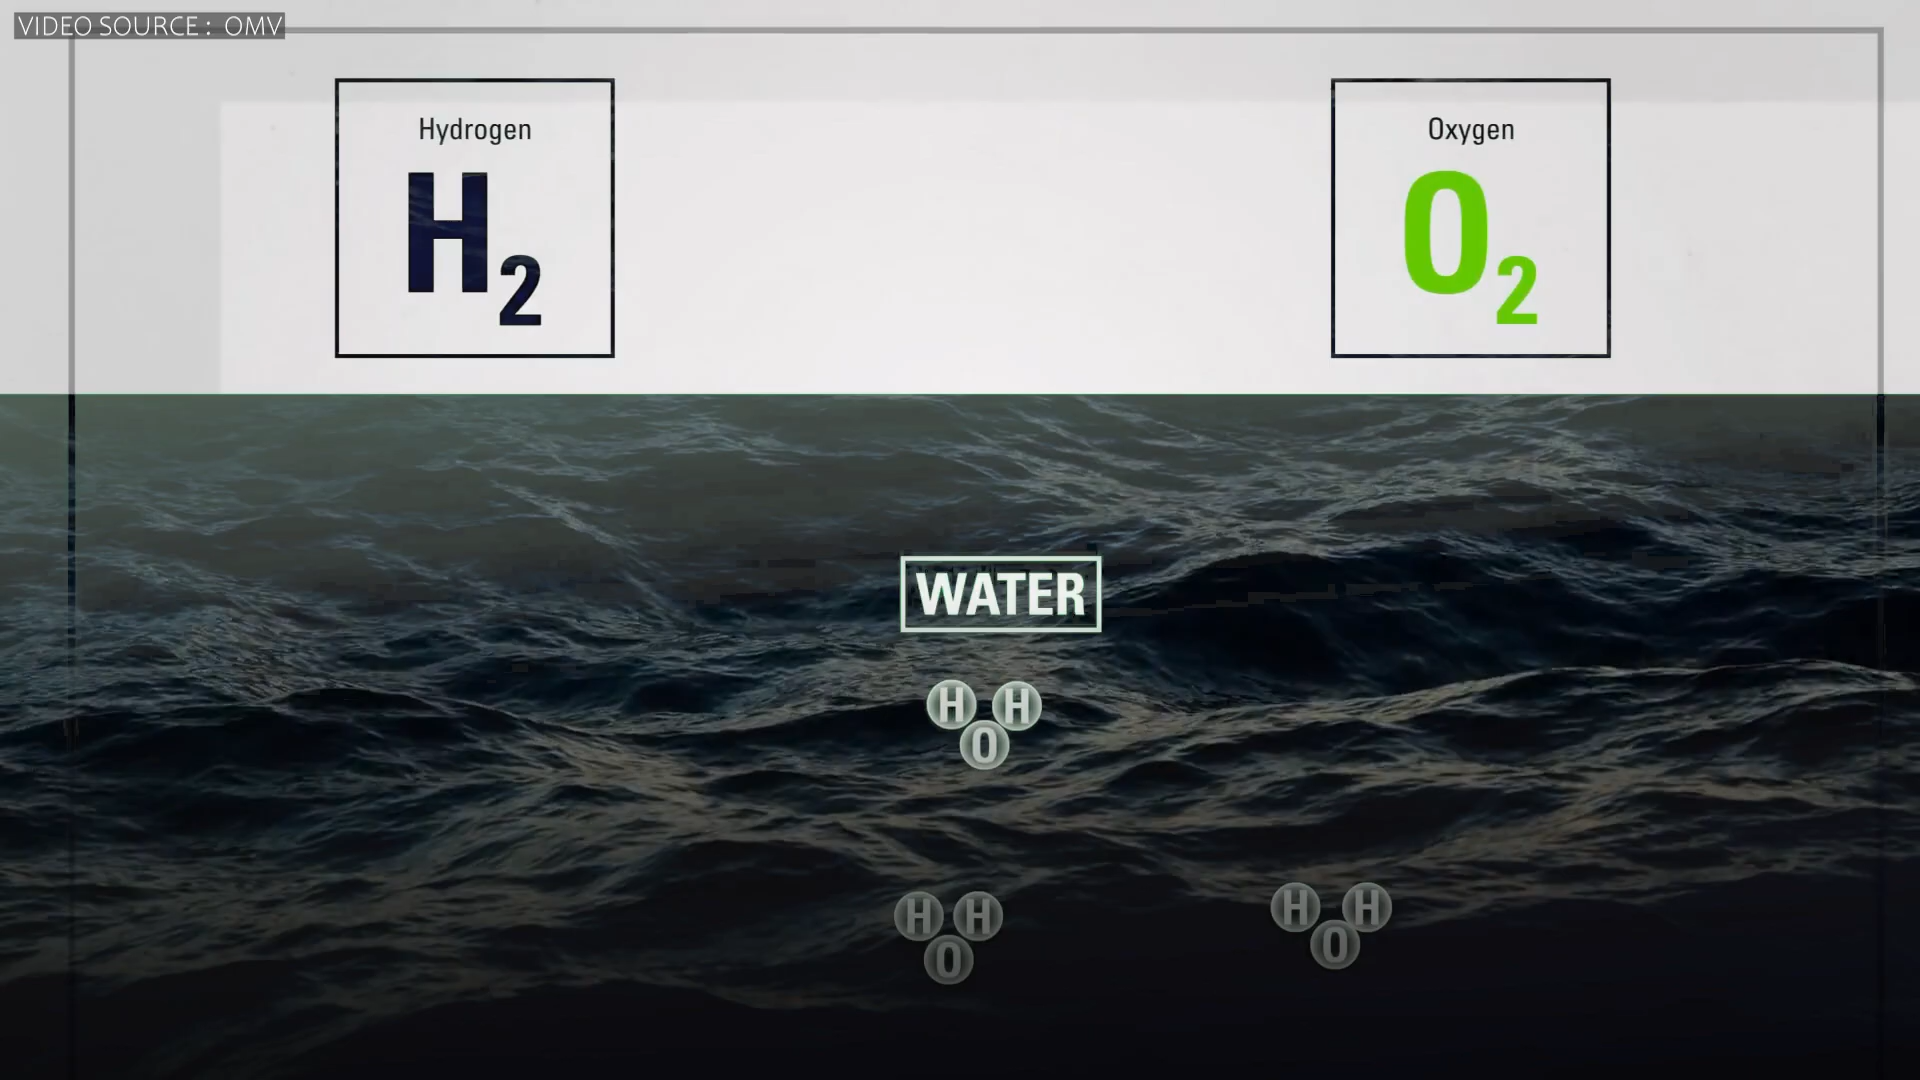 VIDEO SOURCE : OMV
Hydrogen
H2
Oxygen
O2
WATER
H H
O
H H
O
H H
O